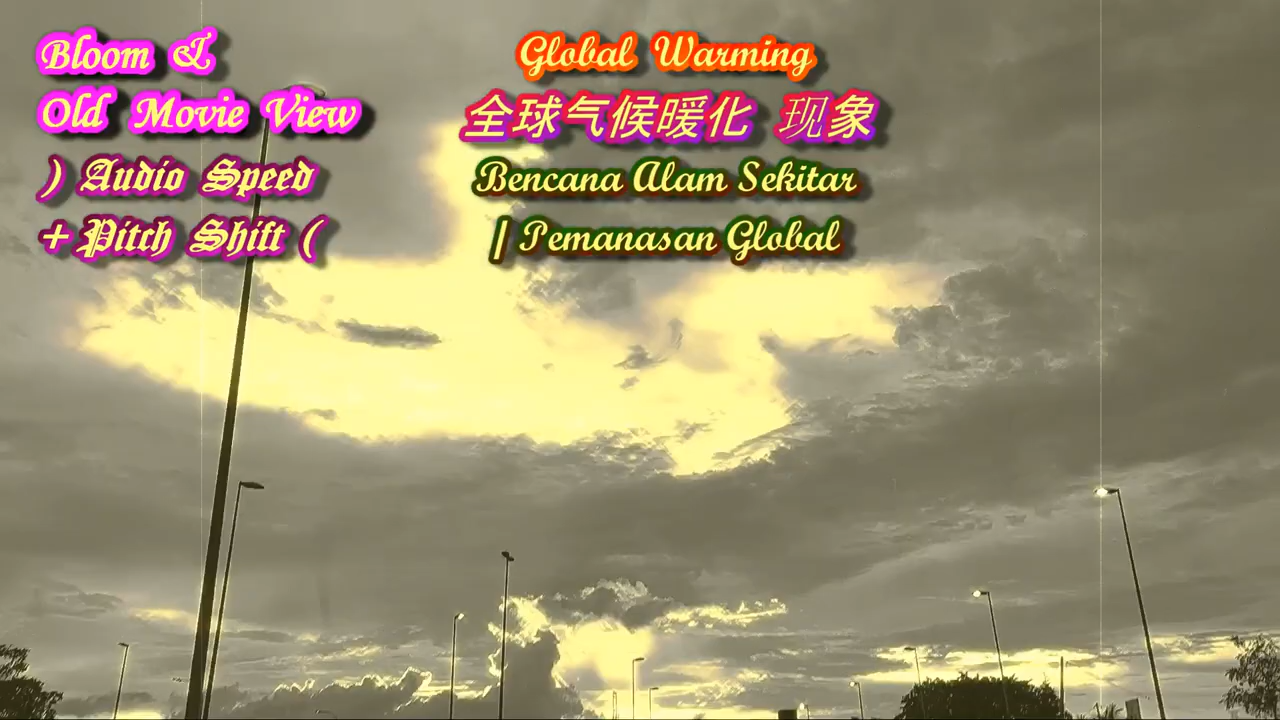 Bloom &
Old Movie View
) Audio Speed
+ Pitch Shift (
Global Warming
全球气候暖化 现象
Bencana Alam Sekitar
| Pemanasan Global